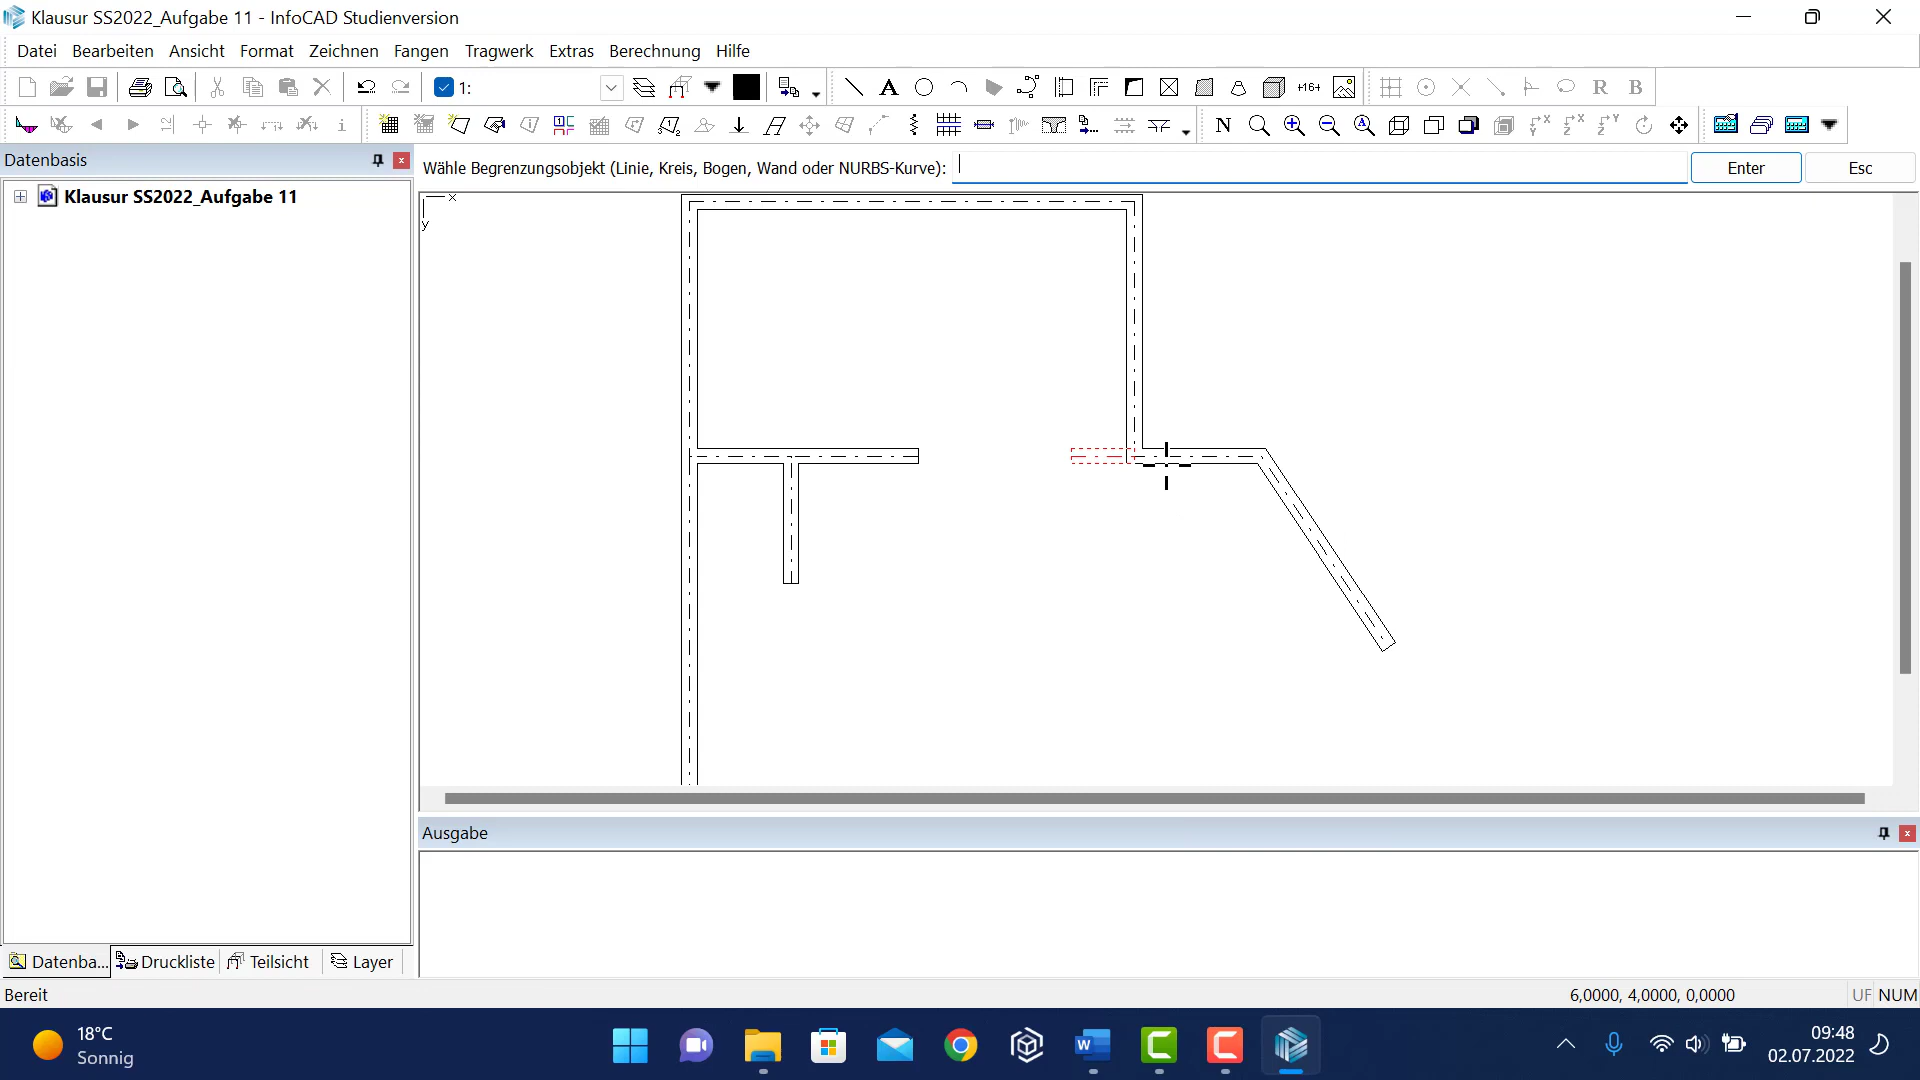 Klausur SS2022_Aufgabe 11 - InfoCAD Studienversion
Datei Bearbeiten Ansicht Format Zeichnen Fangen Tragwerk Extras Berechnung Hilfe
1:
A +16+ R B
N
Datenbasis
Wähle Begrenzungsobjekt (Linie, Kreis, Bogen, Wand oder NURBS-Kurve): Enter Esc
Klausur SS2022_Aufgabe 11
x
y
Ausgabe
Datenba... Druckliste Teilsicht Layer
Bereit 6,0000, 4,0000, 0,0000 UF NUM
18°C
Sonnig
09:48
02.07.2022